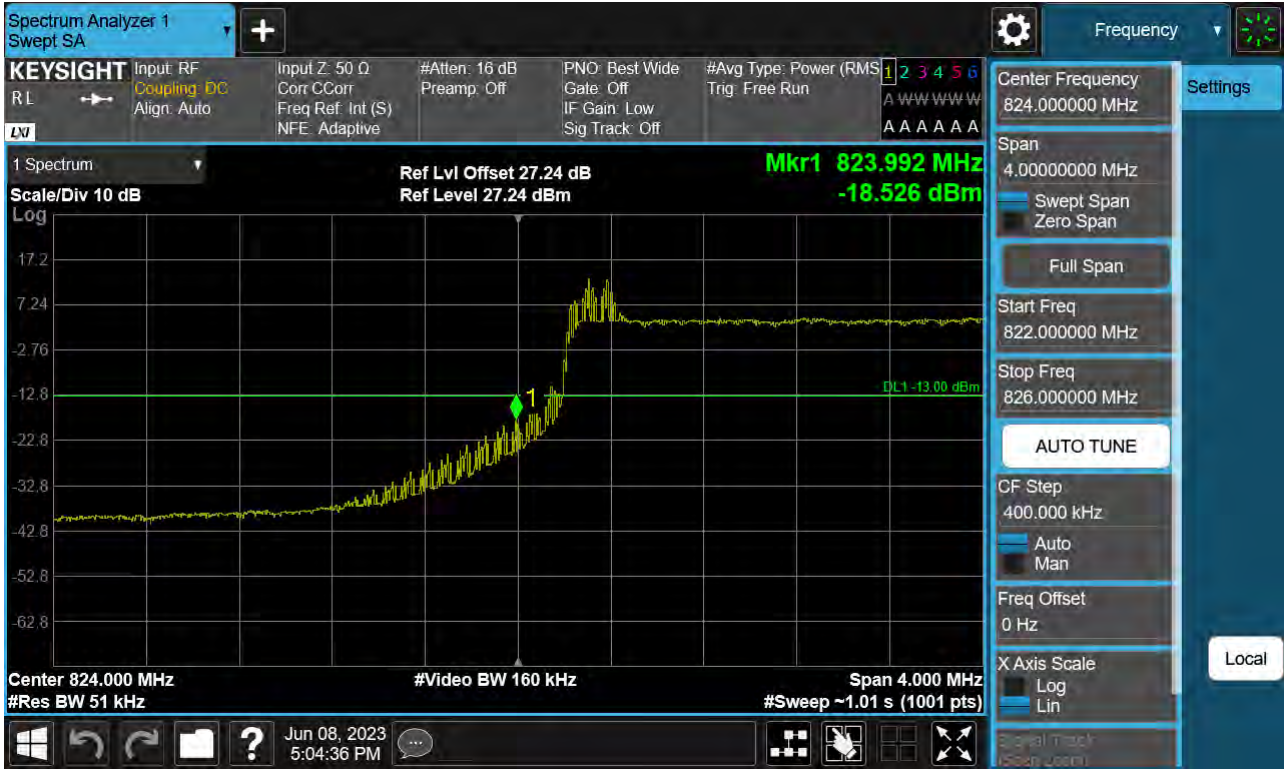 Spectrum Analyzer 1
Swept SA
Frequency
KEYSIGHT
R L
LXI
Input: RF
Coupling: DC
Align: Auto
Input Z: 50 Ω
Corr CCorr
Freq Ref: Int (S)
NFE: Adaptive
#Atten: 16 dB
Preamp: Off
PNO: Best Wide
Gate: Off
IF Gain: Low
Sig Track: Off
#Avg Type: Power (RMS
Trig: Free Run
1 2 3 4 5 6
A W W W W W
A A A A A A
1 Spectrum
Scale/Div 10 dB
Log
Ref Lvl Offset 27.24 dB
Ref Level 27.24 dBm
Mkr1 823.992 MHz
-18.526 dBm
17.2
7.24
-2.76
-12.8
-22.8
-32.8
-42.8
-52.8
-62.8
DL1 -13.00 dBm
1
Center 824.000 MHz
#Res BW 51 kHz
#Video BW 160 kHz
Span 4.000 MHz
#Sweep ~1.01 s (1001 pts)
Center Frequency
824.000000 MHz
Settings
Span
4.00000000 MHz
Swept Span
Zero Span
Full Span
Start Freq
822.000000 MHz
Stop Freq
826.000000 MHz
AUTO TUNE
CF Step
400.000 kHz
Auto
Man
Freq Offset
0 Hz
X Axis Scale
Log
Lin
Local
Signal Track
(Span Zoom)
?
Jun 08, 2023
5:04:36 PM